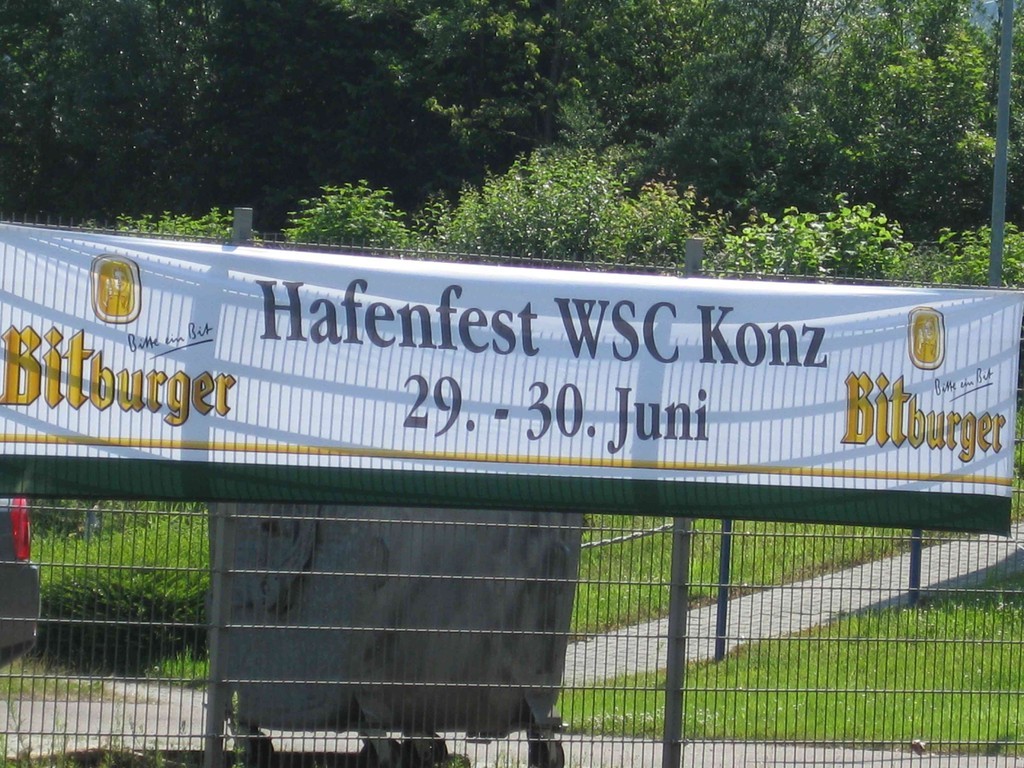 Hafenfest WSC Konz
29. - 30. Juni
Bitte ein Bit
Bitburger
Bitte ein Bit
Bitburger